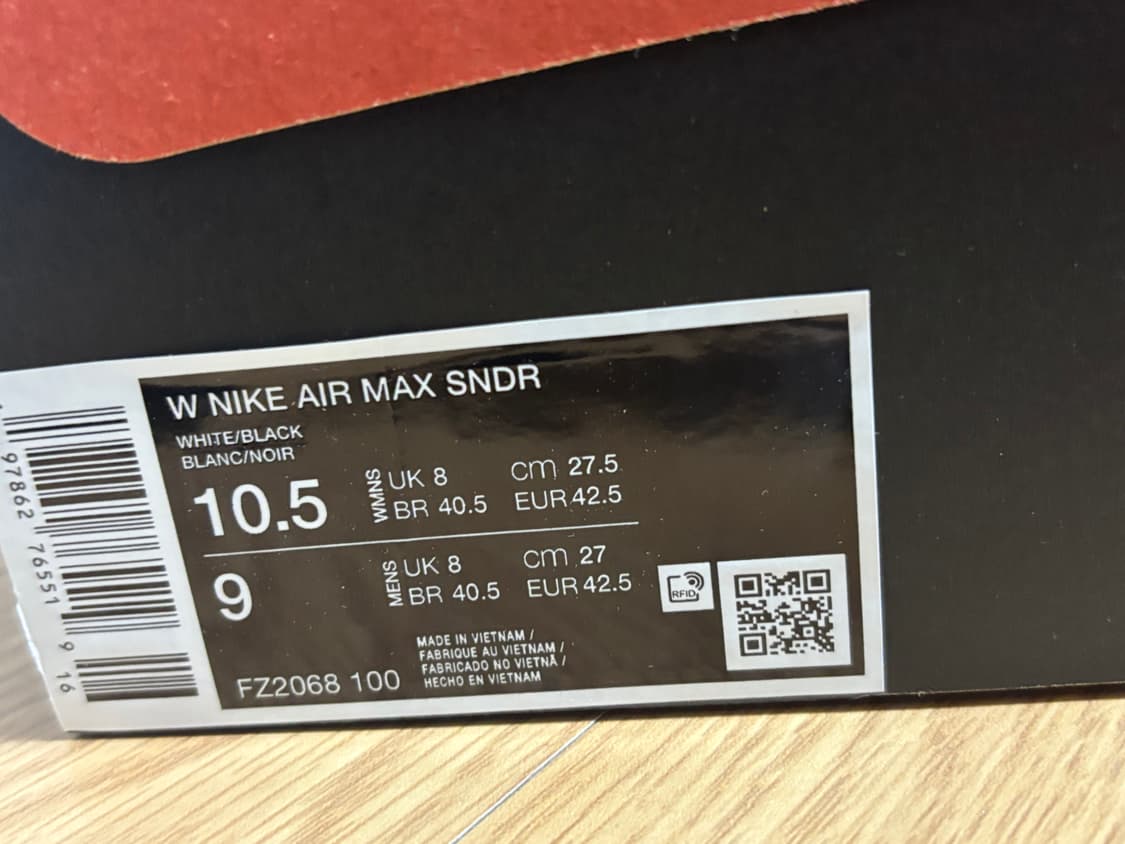 W NIKE AIR MAX SNDR
WHITE/BLACK
BLANC/NOIR
10.5
WMNS
UK 8 cm 27.5
BR 40.5 EUR 42.5
9
MENS
UK 8 cm 27
BR 40.5 EUR 42.5
RFID
FZ2068 100
MADE IN VIETNAM /
FABRIQUE AU VIETNAM /
FABRICADO NO VIETNÃ /
HECHO EN VIETNAM
97862 76551 9 16